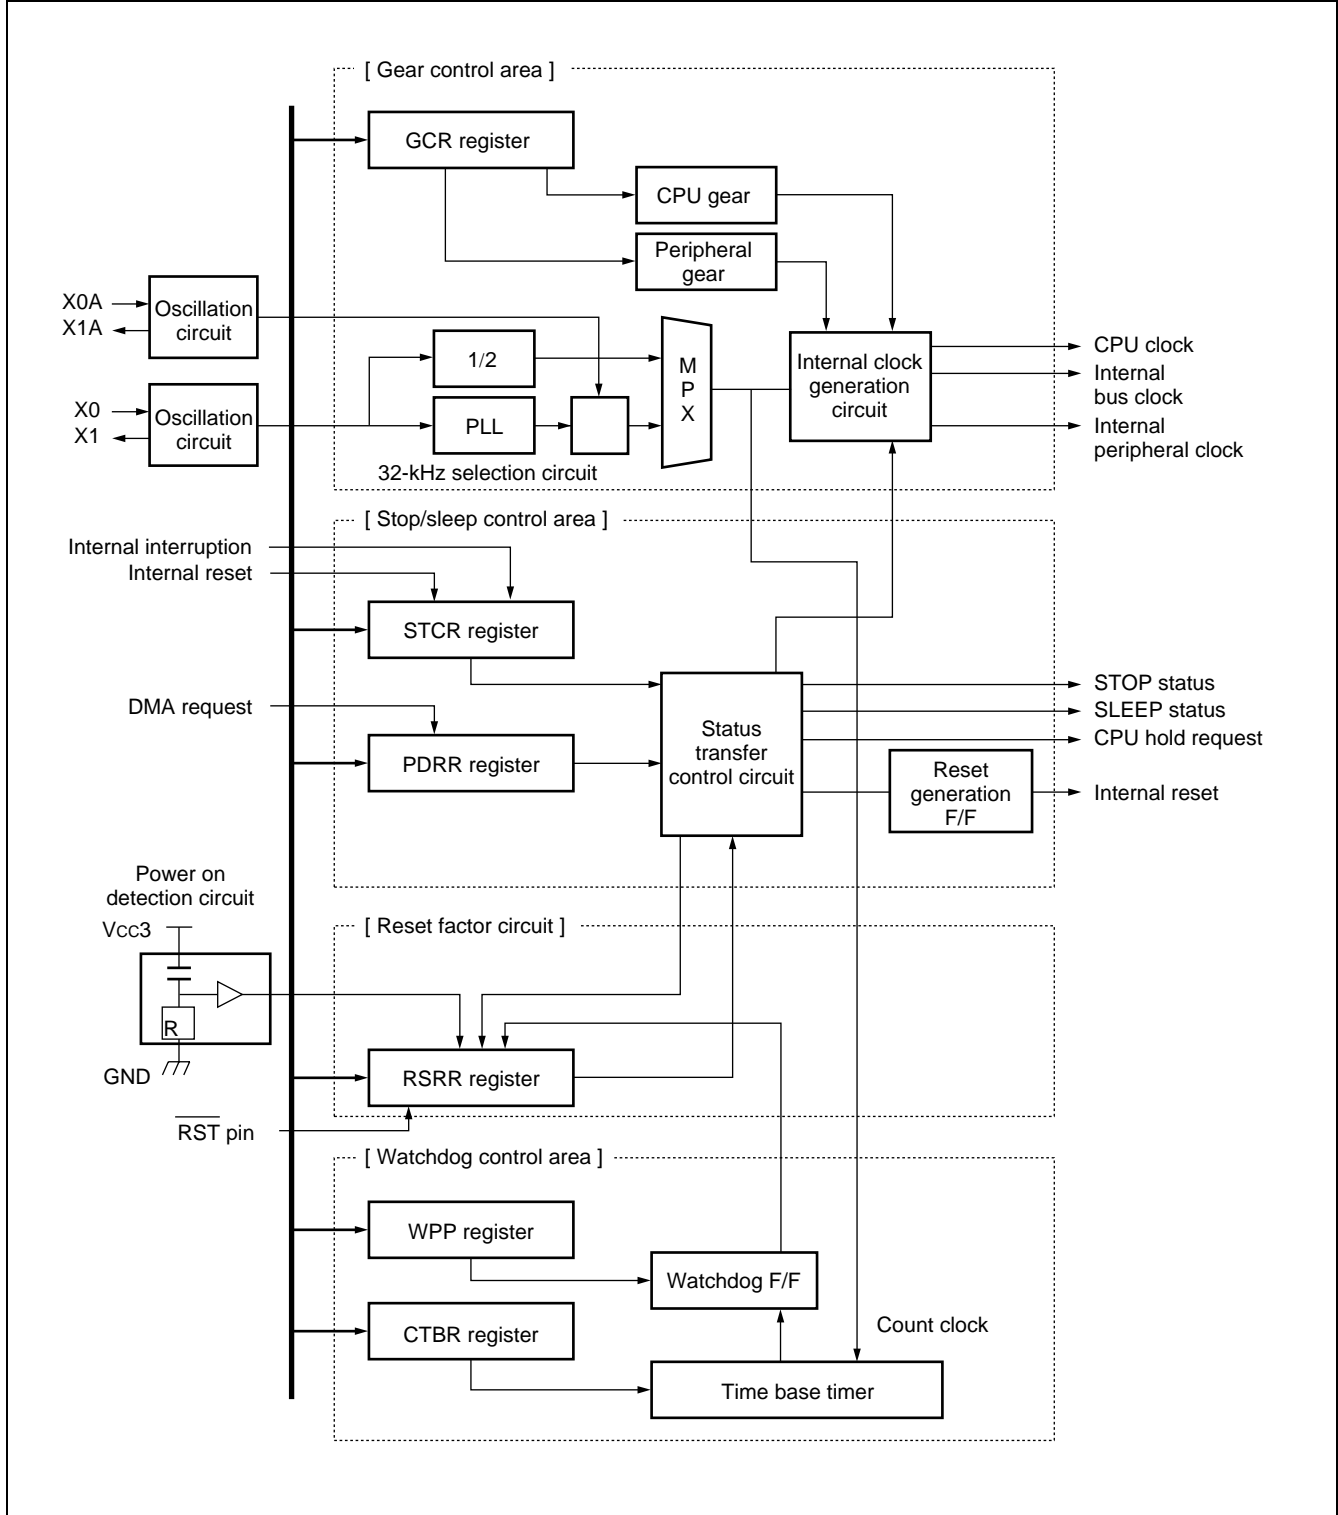 [ Gear control area ]
GCR register
CPU gear
Peripheral
gear
X0A
X1A
Oscillation
circuit
X0
X1
Oscillation
circuit
1/2
PLL
32-kHz selection circuit
M
P
X
Internal clock
generation
circuit
CPU clock
Internal
bus clock
Internal
peripheral clock
[ Stop/sleep control area ]
Internal interruption
Internal reset
STCR register
DMA request
PDRR register
Status
transfer
control circuit
STOP status
SLEEP status
CPU hold request
Reset
generation
F/F
Internal reset
Power on
detection circuit
VCC3
R
GND
[ Reset factor circuit ]
RSRR register
RST pin
[ Watchdog control area ]
WPP register
Watchdog F/F
CTBR register
Count clock
Time base timer